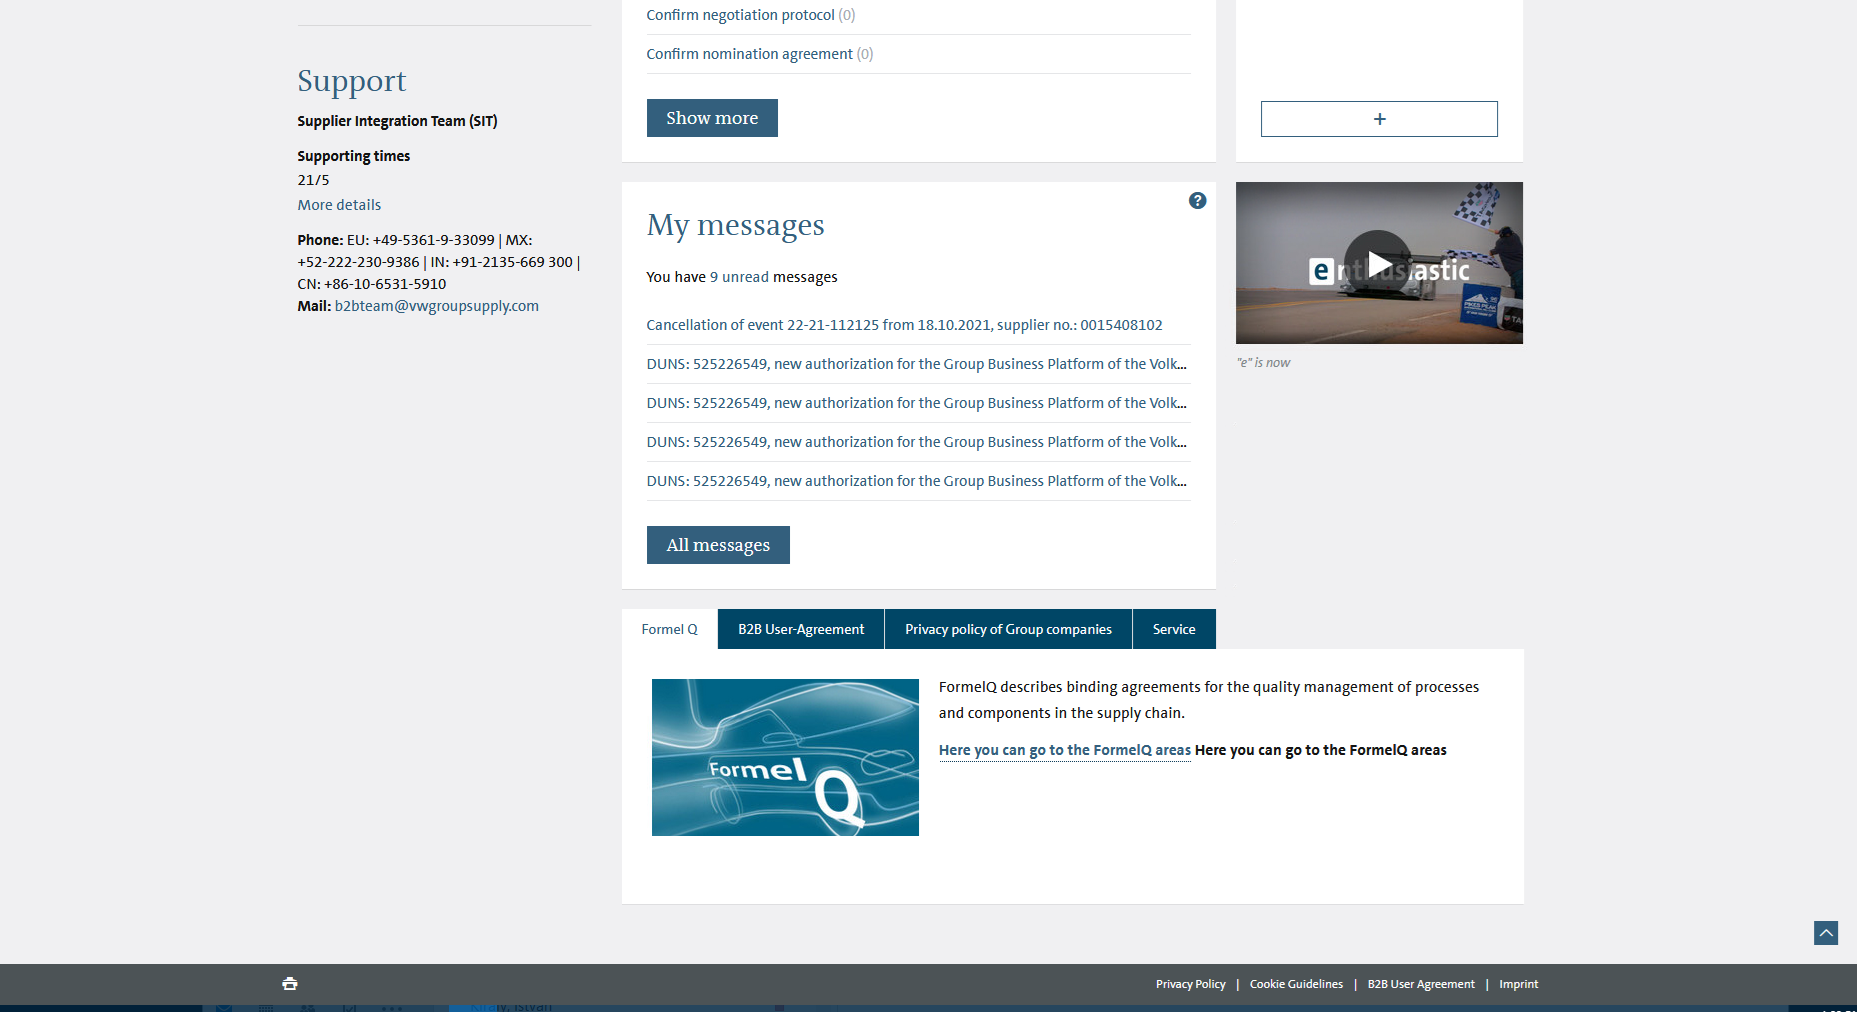 Support
Supplier Integration Team (SIT)
Supporting times
21/5
More details
Phone: EU: +49-5361-9-33099 | MX:
+52-222-230-9386 | IN: +91-2135-669 300 |
CN: +86-10-6531-5910
Mail: b2bteam@vwgroupsupply.com
Confirm negotiation protocol (0)
Confirm nomination agreement (0)
Show more
+
My messages
?
You have 9 unread messages
Cancellation of event 22-21-112125 from 18.10.2021, supplier no.: 0015408102
DUNS: 525226549, new authorization for the Group Business Platform of the Volk...
DUNS: 525226549, new authorization for the Group Business Platform of the Volk...
DUNS: 525226549, new authorization for the Group Business Platform of the Volk...
DUNS: 525226549, new authorization for the Group Business Platform of the Volk...
All messages
enthusiastic
PIKES PEAK
"e" is now
Formel Q
B2B User-Agreement
Privacy policy of Group companies
Service
Formel Q
FormelQ describes binding agreements for the quality management of processes
and components in the supply chain.
Here you can go to the FormelQ areas Here you can go to the FormelQ areas
Privacy Policy | Cookie Guidelines | B2B User Agreement | Imprint